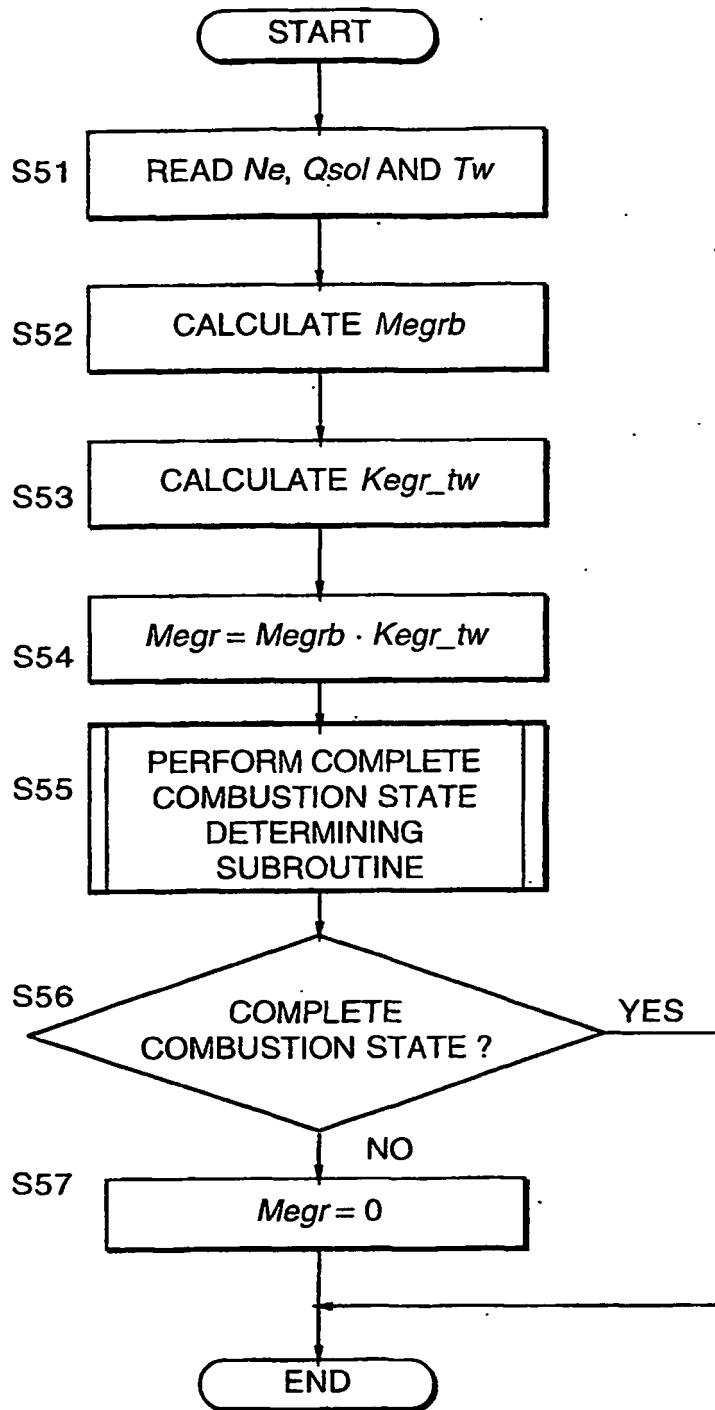 START
S51
READ Ne, Qsol AND Tw
S52
CALCULATE Megrb
S53
CALCULATE Kegr_tw
S54
Megr = Megrb · Kegr_tw
S55
PERFORM COMPLETE
COMBUSTION STATE
DETERMINING
SUBROUTINE
S56
COMPLETE
COMBUSTION STATE ?
YES
NO
S57
Megr = 0
END